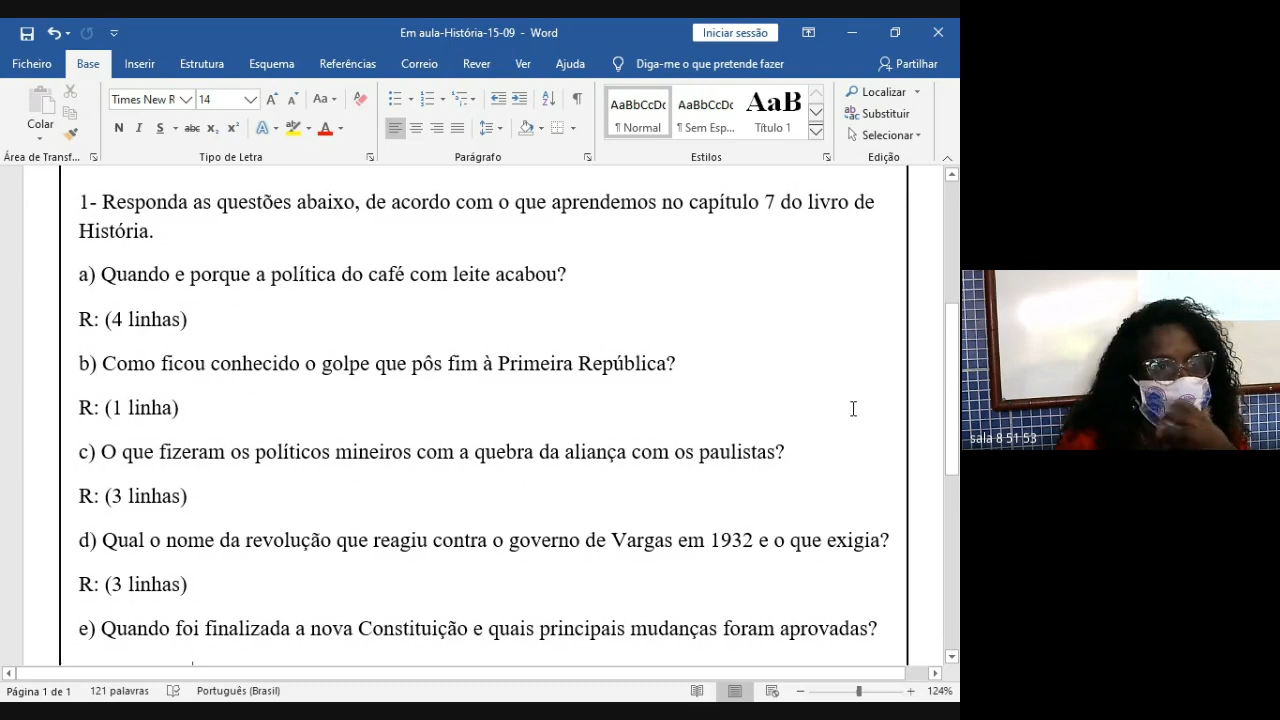 Em aula-História-15-09 - Word
Iniciar sessão
Ficheiro Base Inserir Estrutura Esquema Referências Correio Rever Ver Ajuda Diga-me o que pretende fazer Partilhar
Colar
Times New R 14
Aa
N I S abc x₂ x²
AaBbCcDc AaBbCcDc AaB
¶ Normal ¶ Sem Esp... Título 1
Localizar
Substituir
Selecionar
Área de Transf... Tipo de Letra Parágrafo Estilos Edição
1- Responda as questões abaixo, de acordo com o que aprendemos no capítulo 7 do livro de
História.
a) Quando e porque a política do café com leite acabou?
R: (4 linhas)
b) Como ficou conhecido o golpe que pôs fim à Primeira República?
R: (1 linha)
c) O que fizeram os políticos mineiros com a quebra da aliança com os paulistas?
R: (3 linhas)
d) Qual o nome da revolução que reagiu contra o governo de Vargas em 1932 e o que exigia?
R: (3 linhas)
e) Quando foi finalizada a nova Constituição e quais principais mudanças foram aprovadas?
Página 1 de 1 121 palavras Português (Brasil) 124%
sala 8 51 53